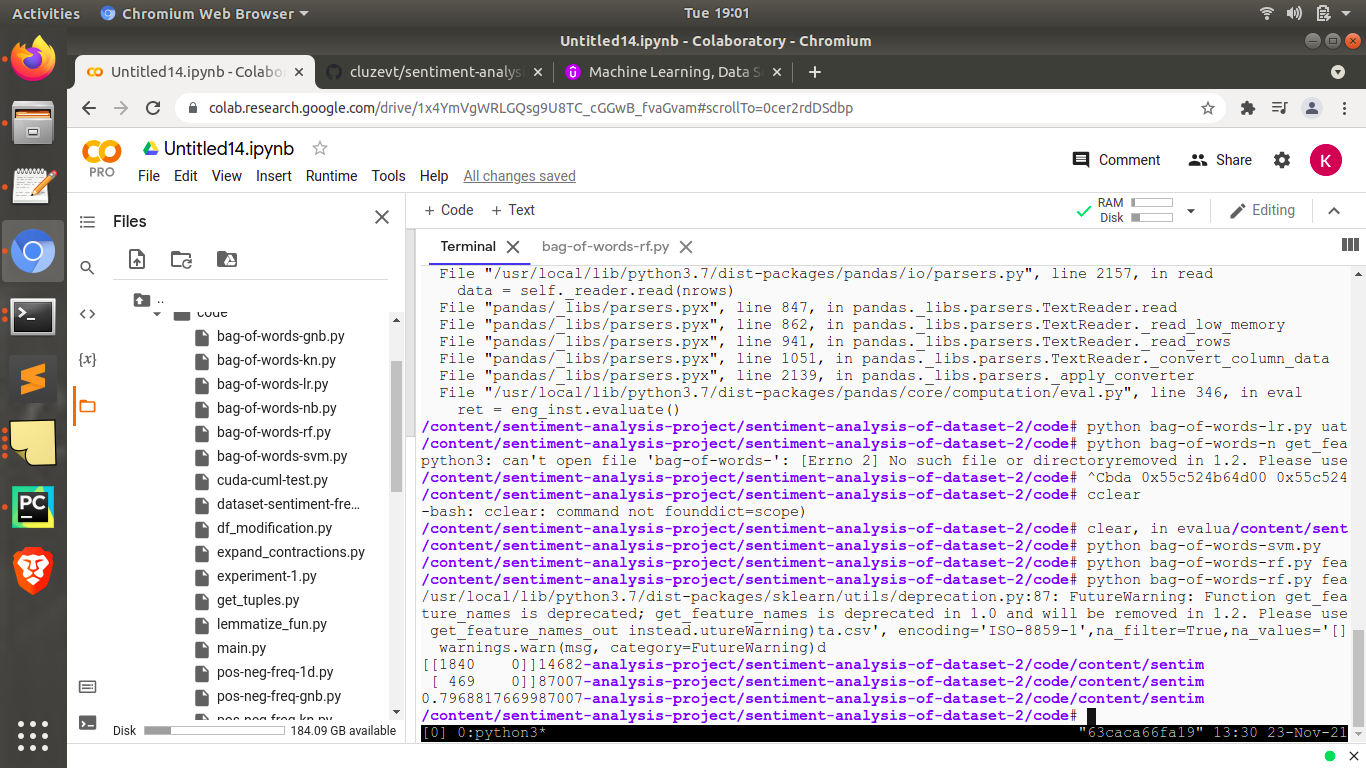 Activities
Chromium Web Browser
Tue 19:01
Untitled14.ipynb - Colaboratory - Chromium
Untitled14.ipynb - Colabo
cluzevt/sentiment-analys
Machine Learning, Data S
colab.research.google.com/drive/1x4YmVgWRLGQsg9U8TC_cGGwB_fvaGvam#scrollTo=0cer2rdDSdbp
PRO
Untitled14.ipynb
Comment
Share
K
File Edit View Insert Runtime Tools Help All changes saved
Files
+ Code + Text
RAM
Disk
Editing
Terminal
bag-of-words-rf.py
..
code
bag-of-words-gnb.py
bag-of-words-kn.py
bag-of-words-lr.py
bag-of-words-nb.py
bag-of-words-rf.py
bag-of-words-svm.py
cuda-cuml-test.py
dataset-sentiment-fre...
df_modification.py
expand_contractions.py
experiment-1.py
get_tuples.py
lemmatize_fun.py
main.py
pos-neg-freq-1d.py
pos-neg-freq-gnb.py
pos-neg-freq-kn.py
Disk
184.09 GB available
File "/usr/local/lib/python3.7/dist-packages/pandas/io/parsers.py", line 2157, in read
data = self._reader.read(nrows)
File "pandas/_libs/parsers.pyx", line 847, in pandas._libs.parsers.TextReader.read
File "pandas/_libs/parsers.pyx", line 862, in pandas._libs.parsers.TextReader._read_low_memory
File "pandas/_libs/parsers.pyx", line 941, in pandas._libs.parsers.TextReader._read_rows
File "pandas/_libs/parsers.pyx", line 1051, in pandas._libs.parsers.TextReader._convert_column_data
File "pandas/_libs/parsers.pyx", line 2139, in pandas._libs.parsers._apply_converter
File "/usr/local/lib/python3.7/dist-packages/pandas/core/computation/eval.py", line 346, in eval
ret = eng_inst.evaluate()
/content/sentiment-analysis-project/sentiment-analysis-of-dataset-2/code# python bag-of-words-lr.py uat
/content/sentiment-analysis-project/sentiment-analysis-of-dataset-2/code# python bag-of-words-n get_fea
python3: can't open file 'bag-of-words-': [Errno 2] No such file or directoryremoved in 1.2. Please use
/content/sentiment-analysis-project/sentiment-analysis-of-dataset-2/code# ^Cbda 0x55c524b64d00 0x55c524
/content/sentiment-analysis-project/sentiment-analysis-of-dataset-2/code# cclear
-bash: cclear: command not founddict=scope)
/content/sentiment-analysis-project/sentiment-analysis-of-dataset-2/code# clear, in evalua/content/sent
/content/sentiment-analysis-project/sentiment-analysis-of-dataset-2/code# python bag-of-words-svm.py
/content/sentiment-analysis-project/sentiment-analysis-of-dataset-2/code# python bag-of-words-rf.py fea
/content/sentiment-analysis-project/sentiment-analysis-of-dataset-2/code# python bag-of-words-rf.py fea
/usr/local/lib/python3.7/dist-packages/sklearn/utils/deprecation.py:87: FutureWarning: Function get_fea
ture_names is deprecated; get_feature_names is deprecated in 1.0 and will be removed in 1.2. Please use
get_feature_names_out instead.utureWarning)ta.csv', encoding='ISO-8859-1',na_filter=True,na_values='[]
warnings.warn(msg, category=FutureWarning)d
[[1840 0]]14682-analysis-project/sentiment-analysis-of-dataset-2/code/content/sentim
[ 469 0]]87007-analysis-project/sentiment-analysis-of-dataset-2/code/content/sentim
0.7968817669987007-analysis-project/sentiment-analysis-of-dataset-2/code/content/sentim
/content/sentiment-analysis-project/sentiment-analysis-of-dataset-2/code#
[0] 0:python3* "63caca66fa19" 13:30 23-Nov-21